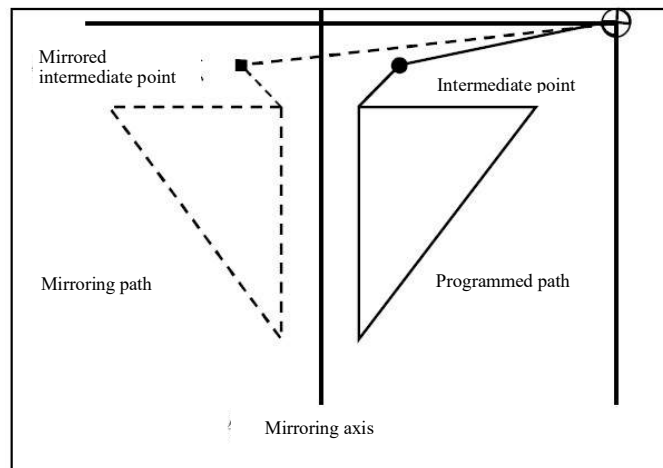 Mirrored
intermediate point
Intermediate point
Mirroring path
Programmed path
Mirroring axis